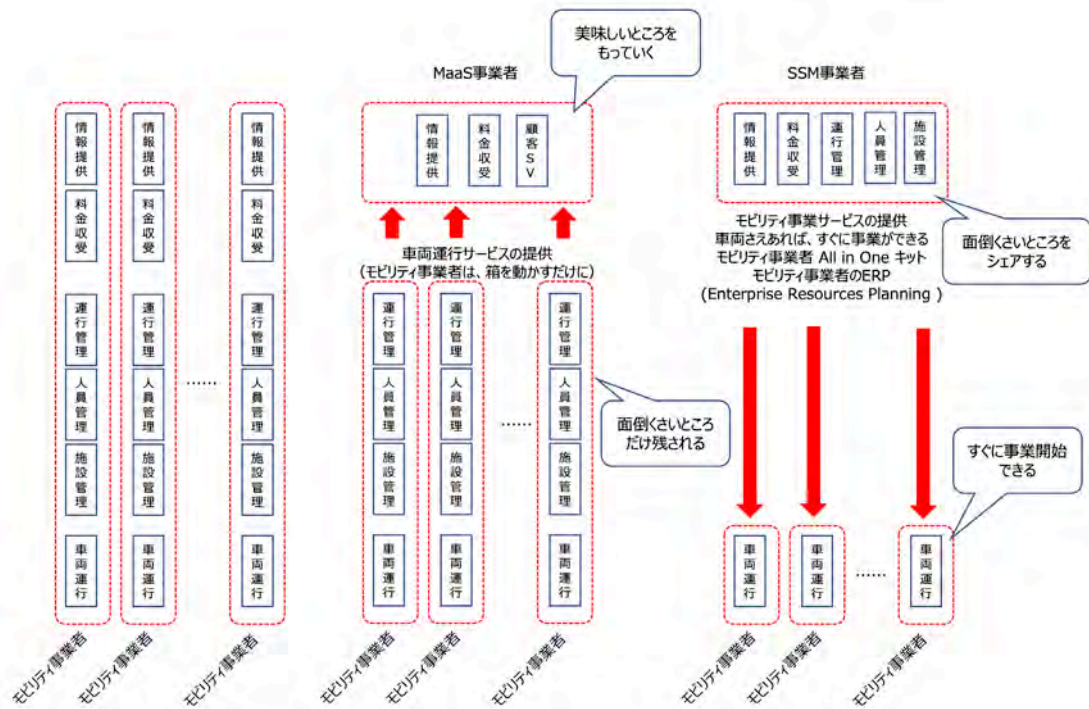 情報提供
料金収受
運行管理
人員管理
施設管理
車両運行
モビリティ事業者
情報提供
料金収受
運行管理
人員管理
施設管理
車両運行
モビリティ事業者
……
情報提供
料金収受
運行管理
人員管理
施設管理
車両運行
モビリティ事業者
美味しいところを
もっていく
MaaS事業者
情報提供
料金収受
顧客SV
車両運行サービスの提供
(モビリティ事業者は、箱を動かすだけに)
運行管理
人員管理
施設管理
車両運行
モビリティ事業者
運行管理
人員管理
施設管理
車両運行
モビリティ事業者
……
運行管理
人員管理
施設管理
車両運行
モビリティ事業者
面倒くさいところ
だけ残される
SSM事業者
情報提供
料金収受
運行管理
人員管理
施設管理
面倒くさいところを
シェアする
モビリティ事業サービスの提供
車両さえあれば、すぐに事業ができる
モビリティ事業者 All in One キット
モビリティ事業者のERP
(Enterprise Resources Planning )
すぐに事業開始
できる
車両運行
モビリティ事業者
車両運行
モビリティ事業者
……
車両運行
モビリティ事業者